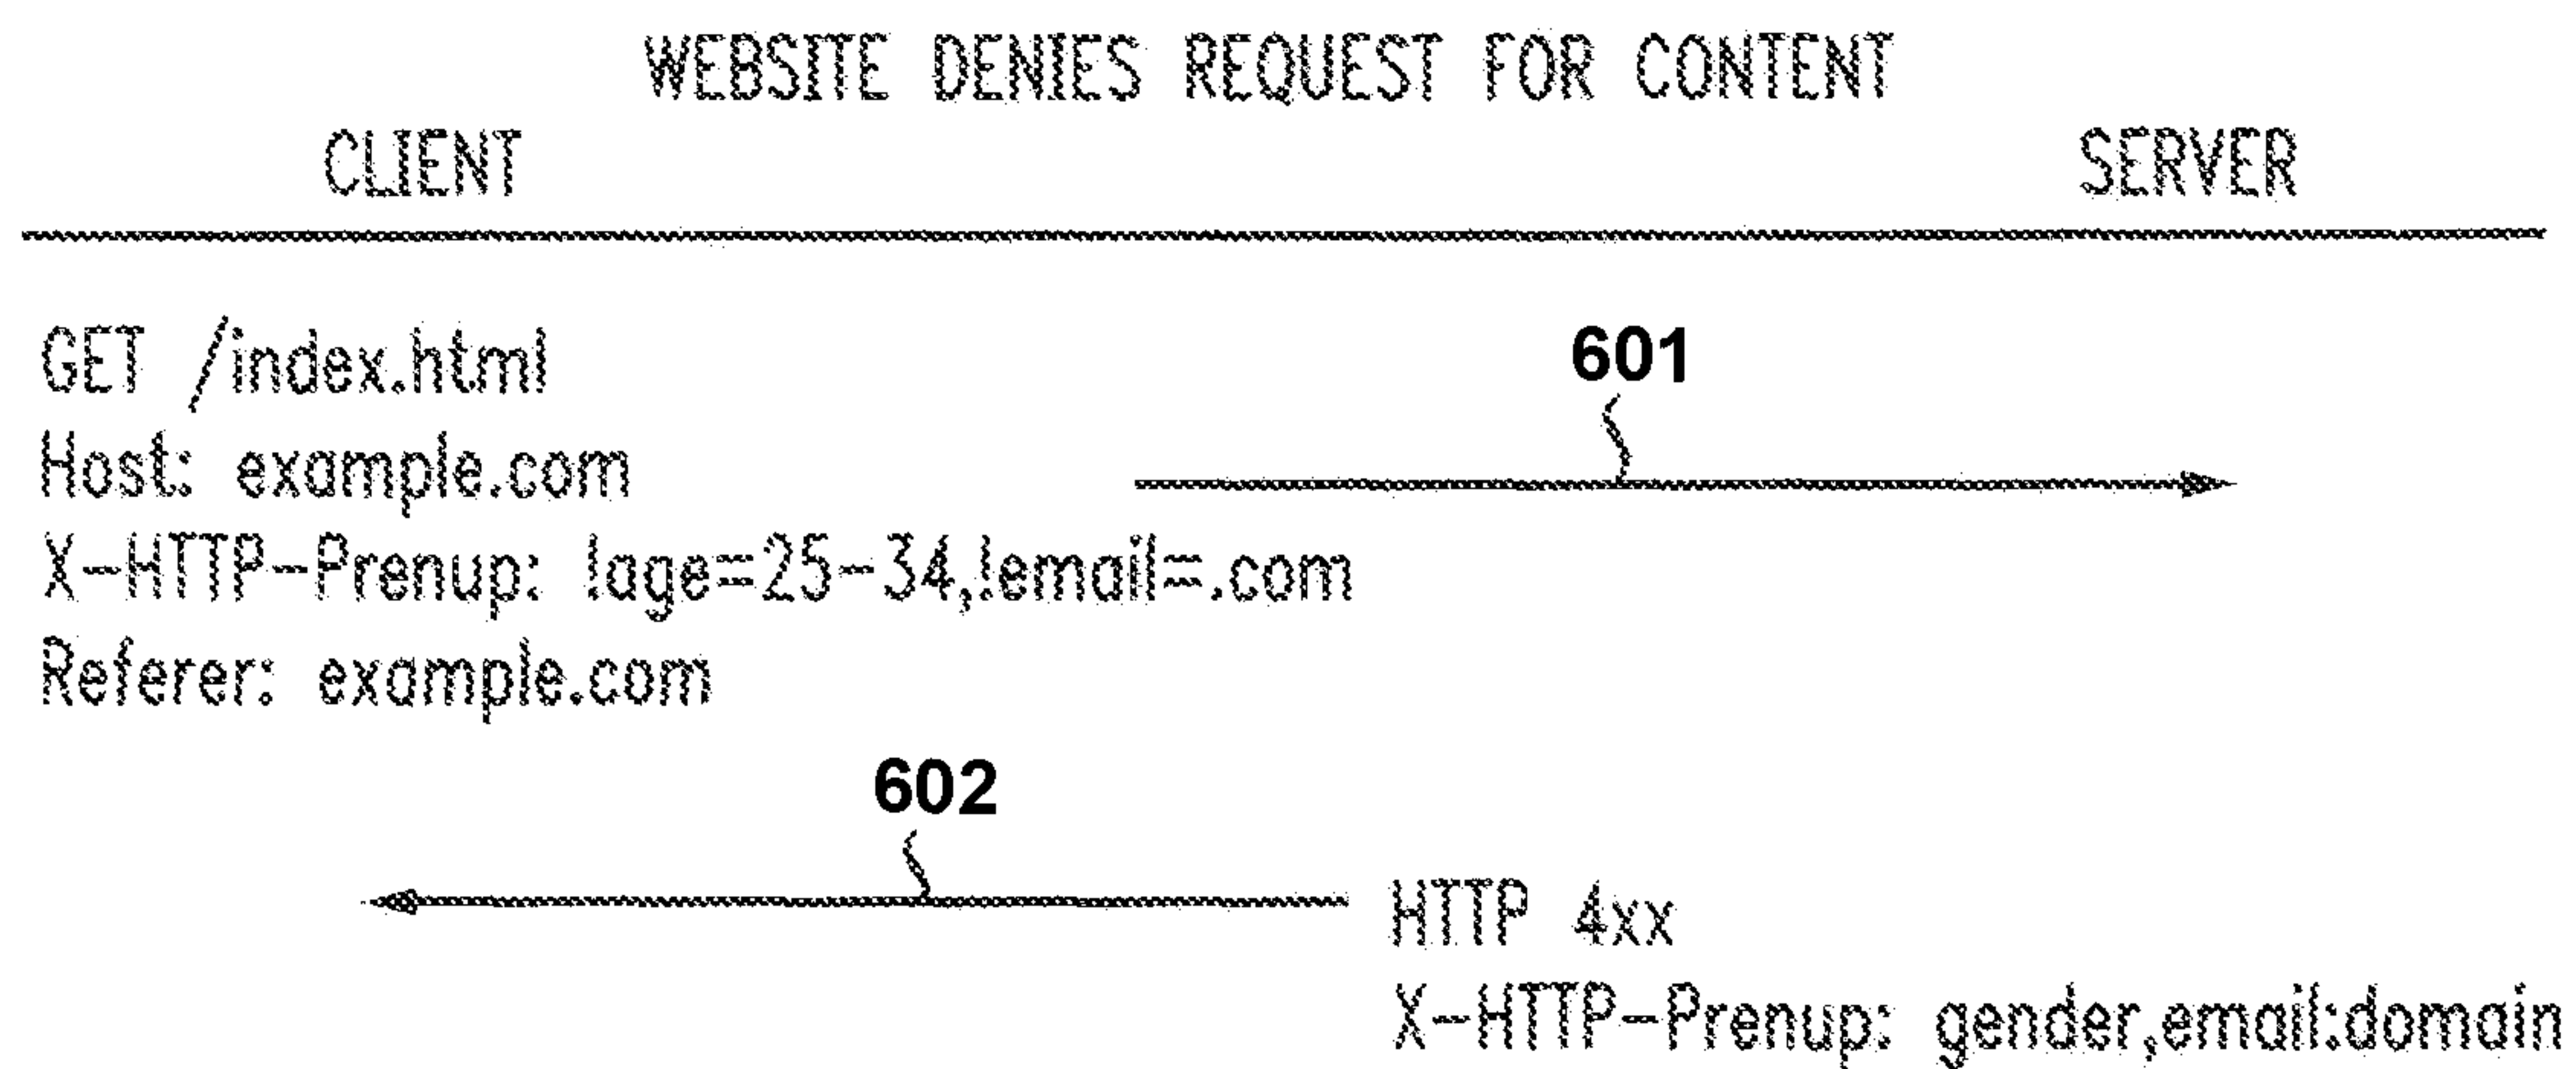 WEBSITE DENIES REQUEST FOR CONTENT
CLIENT SERVER
GET /index.html
601
Host: example.com
X-HTTP-Prenup: !age=25-34,!email=.com
Referer: example.com
602
HTTP 4xx
X-HTTP-Prenup: gender,email:domain